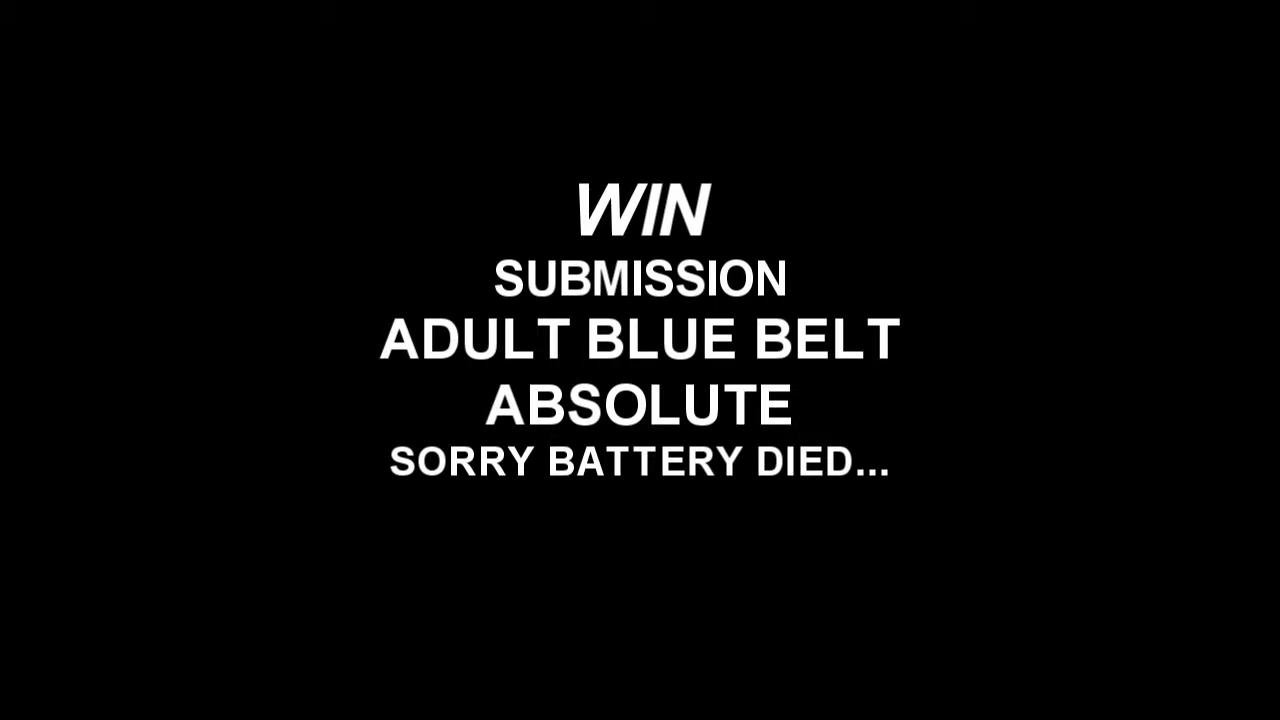 WIN
SUBMISSION
ADULT BLUE BELT
ABSOLUTE
SORRY BATTERY DIED...